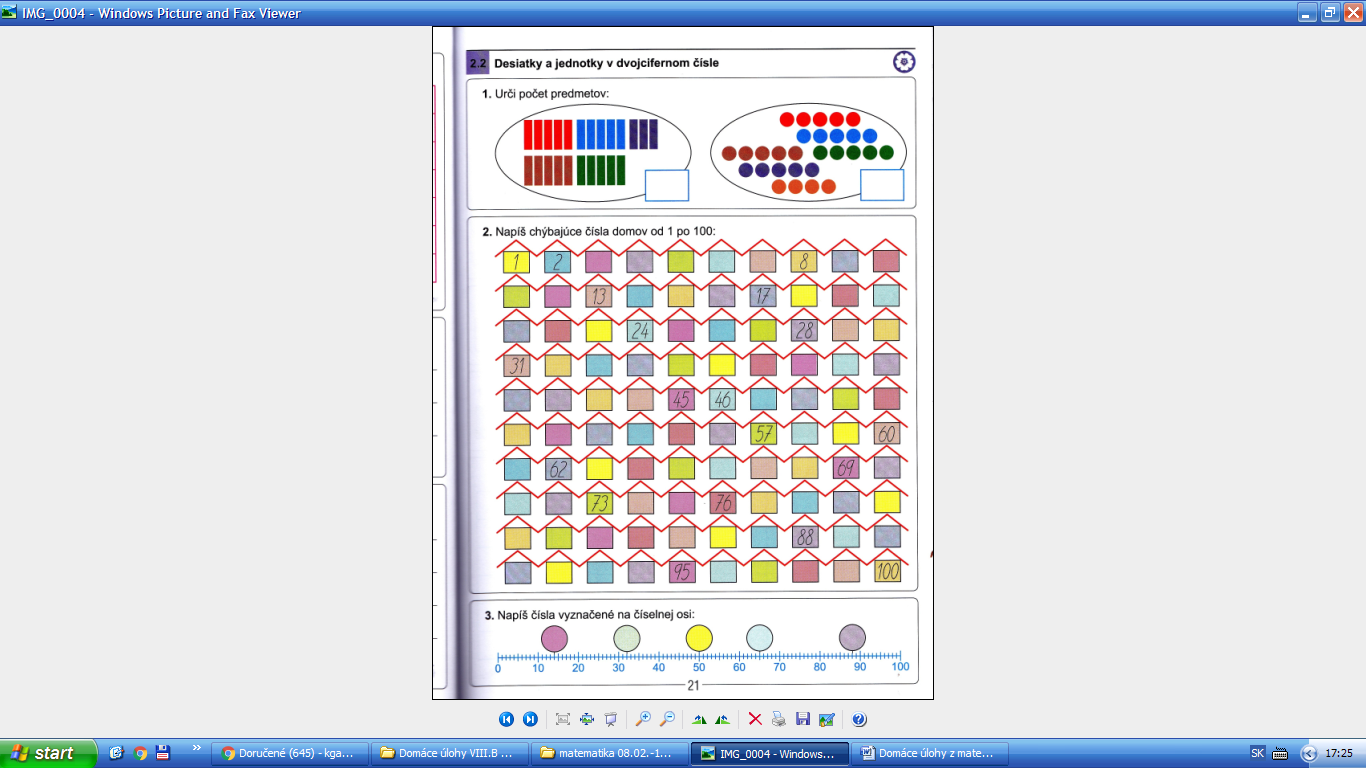 IMG_0004 - Windows Picture and Fax Viewer
2.2 Desiatky a jednotky v dvojcifernom čísle
1. Urči počet predmetov:
2. Napíš chýbajúce čísla domov od 1 po 100:
1 2 8
13 17
24 28
31
45 46
57 60
62 69
73 76
88
95 100
3. Napíš čísla vyznačené na číselnej osi:
0 10 20 30 40 50 60 70 80 90 100
21
start
Doručené (645) - kga...
Domáce úlohy VIII.B ...
matematika 08.02.-1...
IMG_0004 - Windows...
Domáce úlohy z mate...
SK
17:25